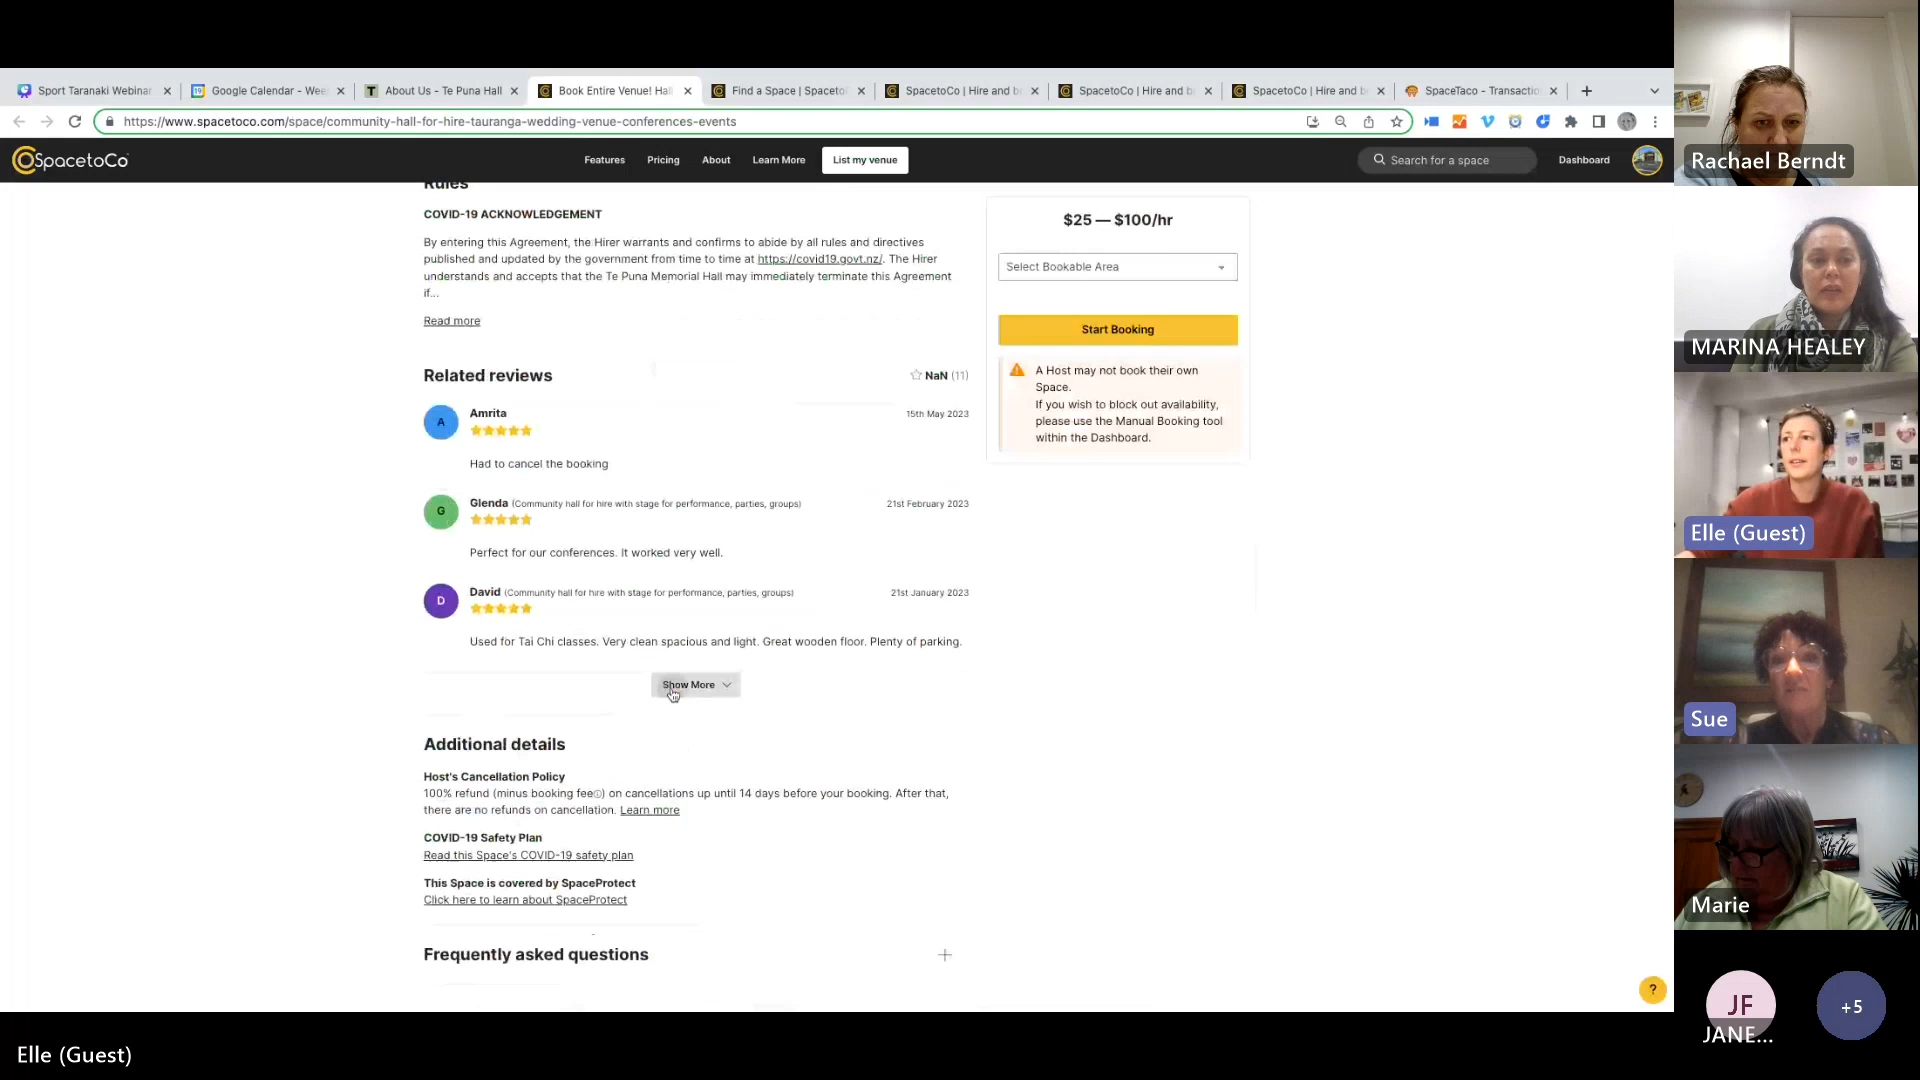 Sport Taranaki Webinar
Google Calendar - Wee
About Us - Te Puna Hall
Book Entire Venue! Hal
Find a Space | Spaceto
SpacetoCo | Hire and b
SpacetoCo | Hire and b
SpacetoCo | Hire and b
SpaceTaco - Transactio
https://www.spacetoco.com/space/community-hall-for-hire-tauranga-wedding-venue-conferences-events
SpacetoCo
Features
Pricing
About
Learn More
List my venue
Search for a space
Dashboard
Rules
COVID-19 ACKNOWLEDGEMENT
By entering this Agreement, the Hirer warrants and confirms to abide by all rules and directives
published and updated by the government from time to time at https://covid19.govt.nz/. The Hirer
understands and accepts that the Te Puna Memorial Hall may immediately terminate this Agreement
if...
Read more
Related reviews
NaN (11)
A
Amrita
15th May 2023
Had to cancel the booking
G
Glenda (Community hall for hire with stage for performance, parties, groups)
21st February 2023
Perfect for our conferences. It worked very well.
D
David (Community hall for hire with stage for performance, parties, groups)
21st January 2023
Used for Tai Chi classes. Very clean spacious and light. Great wooden floor. Plenty of parking.
Show More
Additional details
Host's Cancellation Policy
100% refund (minus booking fee) on cancellations up until 14 days before your booking. After that,
there are no refunds on cancellation. Learn more
COVID-19 Safety Plan
Read this Space's COVID-19 safety plan
This Space is covered by SpaceProtect
Click here to learn about SpaceProtect
Frequently asked questions
$25 — $100/hr
Select Bookable Area
Start Booking
A Host may not book their own
Space.
If you wish to block out availability,
please use the Manual Booking tool
within the Dashboard.
?
Rachael Berndt
MARINA HEALEY
Elle (Guest)
Sue
Marie
JF
JANE...
+5
Elle (Guest)